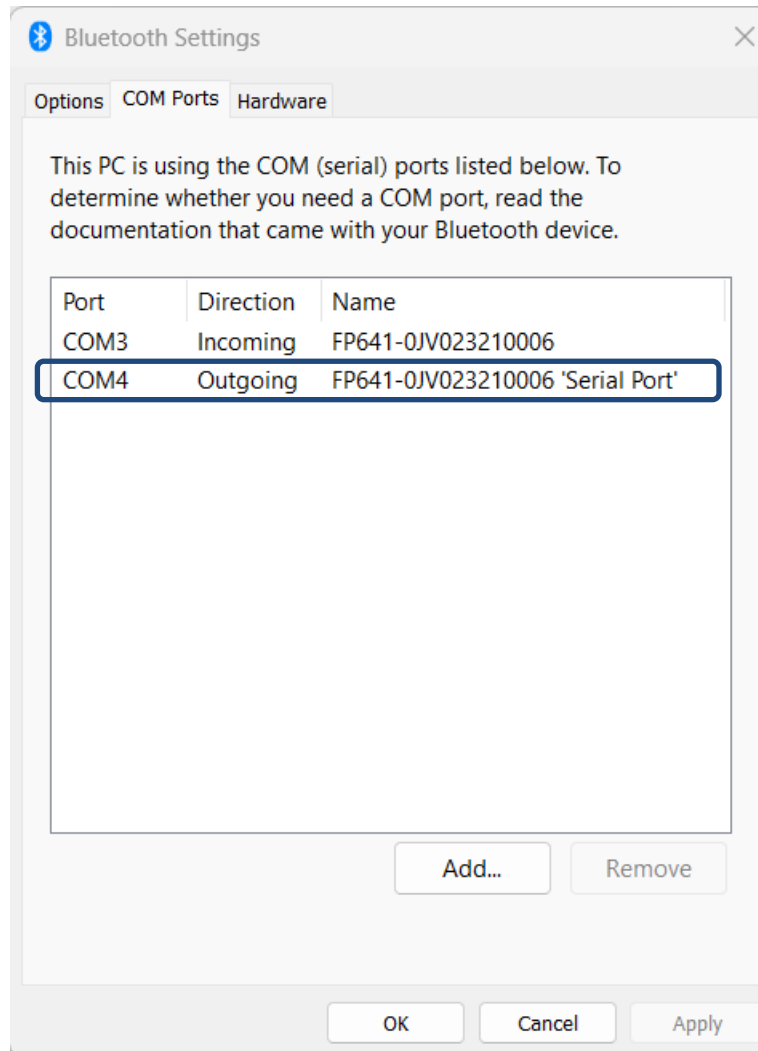 Bluetooth Settings
Options COM Ports Hardware
This PC is using the COM (serial) ports listed below. To
determine whether you need a COM port, read the
documentation that came with your Bluetooth device.
Port Direction Name
COM3 Incoming FP641-0JV023210006
COM4 Outgoing FP641-0JV023210006 'Serial Port'
Add... Remove
OK Cancel Apply